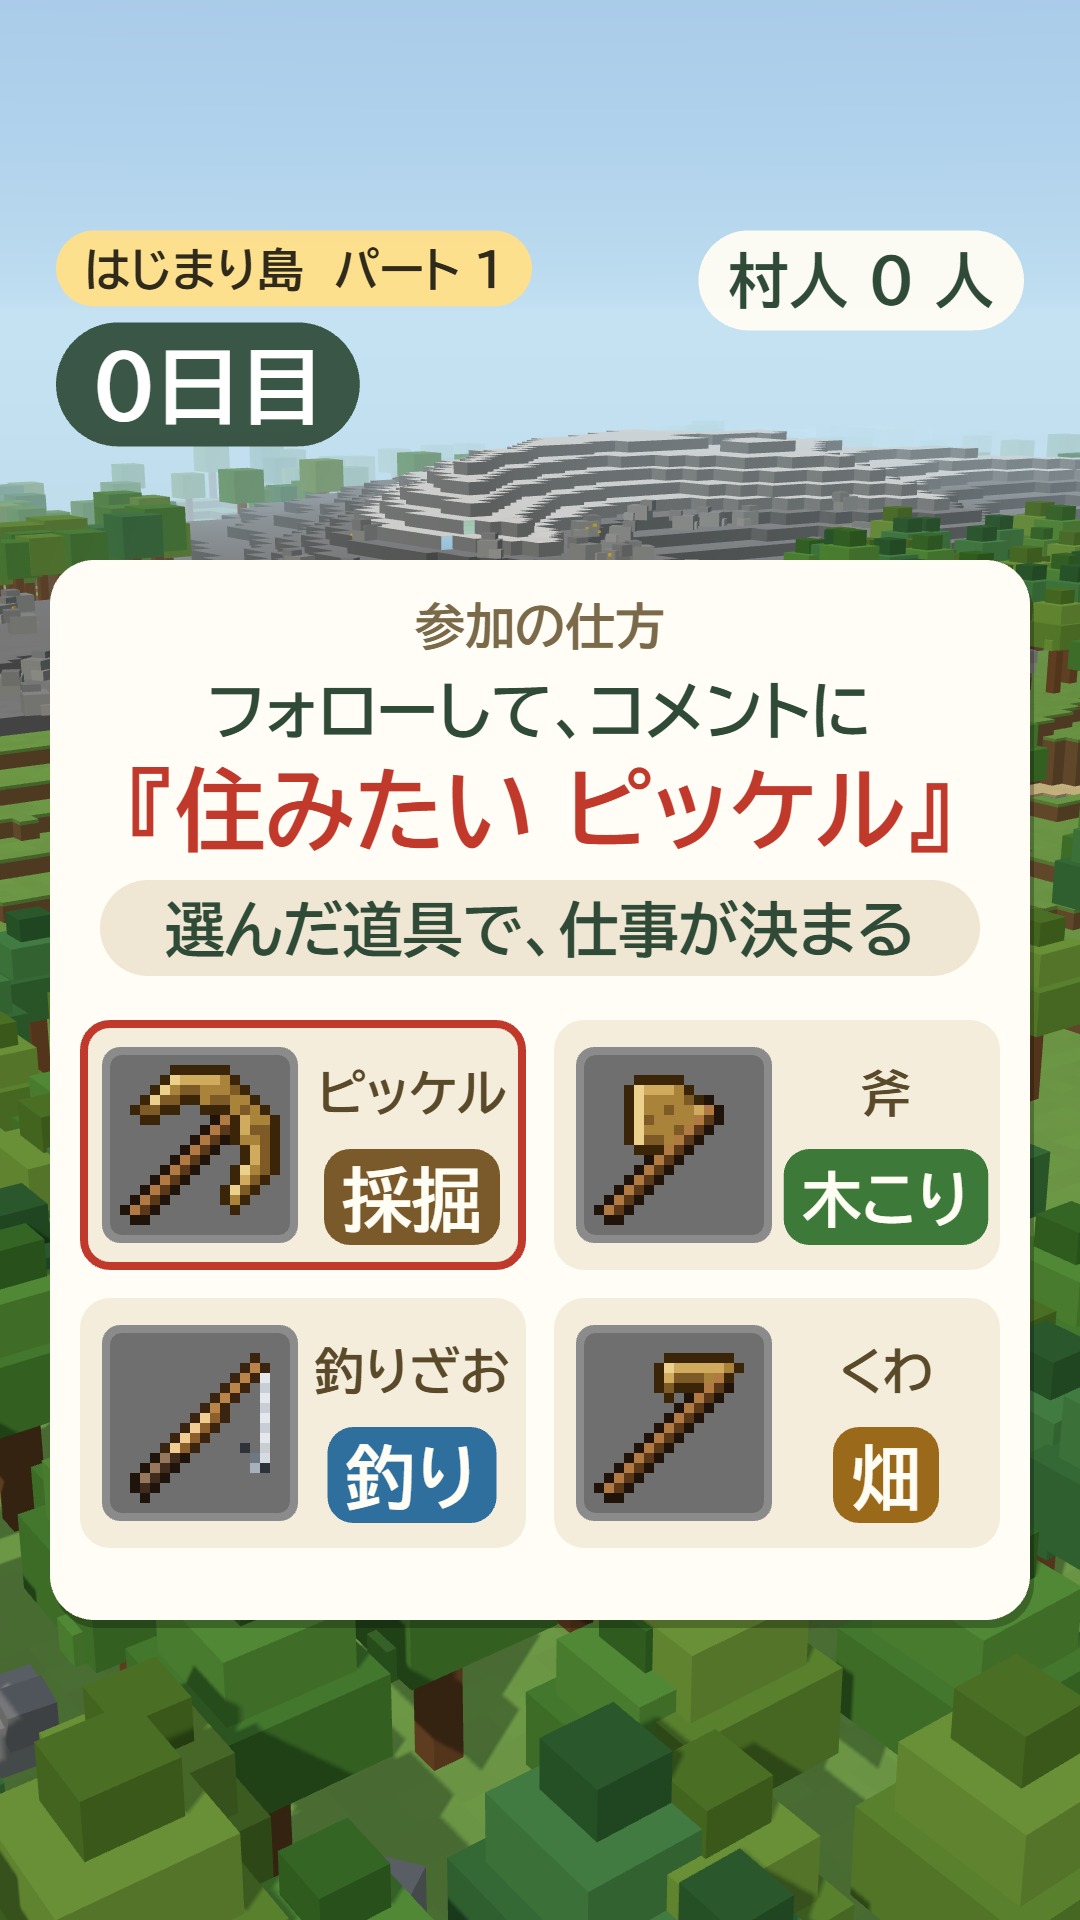 はじまり島 パート 1
村人 0 人
0日目
参加の仕方
フォローして、コメントに
『住みたい ピッケル』
選んだ道具で、仕事が決まる
ピッケル
採掘
斧
木こり
釣りざお
釣り
くわ
畑